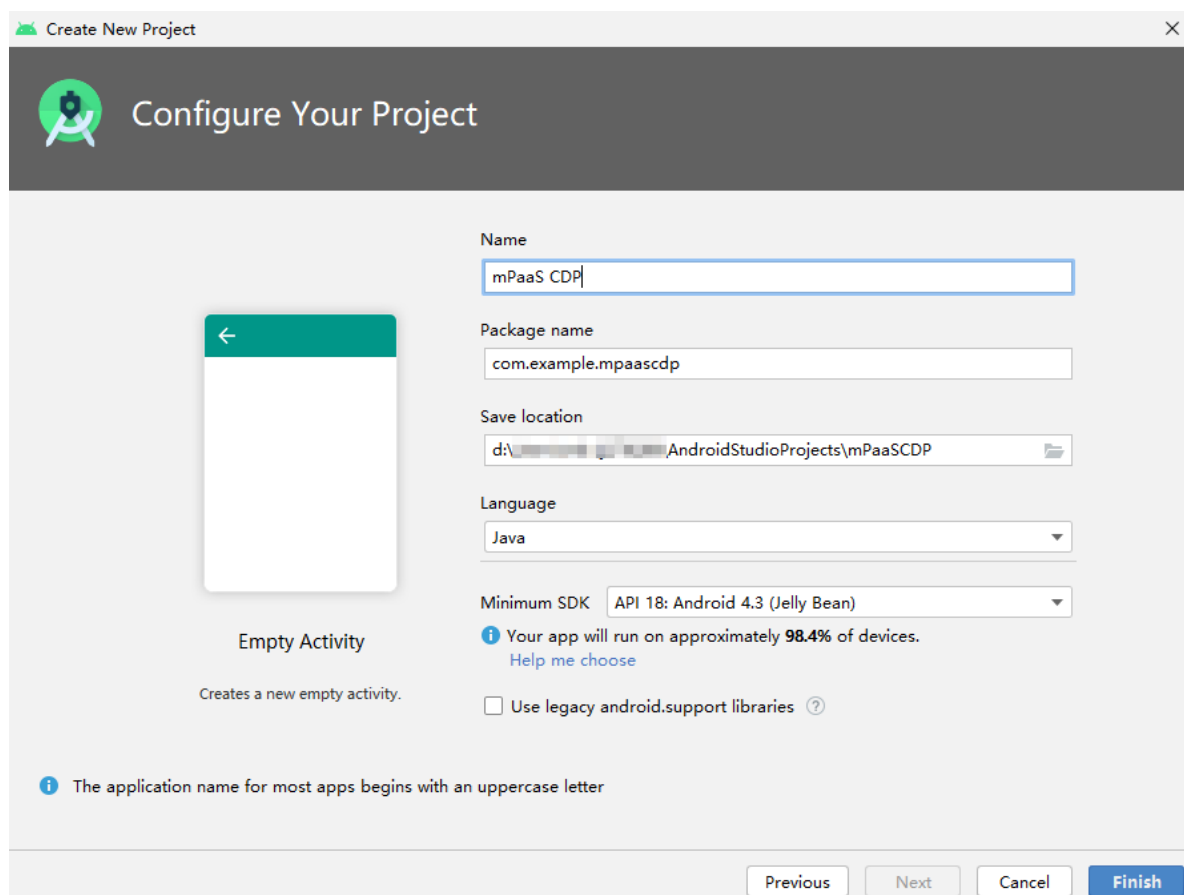 Create New Project
Configure Your Project
Name
mPaaS CDP
Package name
com.example.mpaascdp
Save location
d:\ AndroidStudioProjects\mPaaSCDP
Language
Java
Minimum SDK API 18: Android 4.3 (Jelly Bean)
Your app will run on approximately 98.4% of devices.
Help me choose
Empty Activity
Creates a new empty activity.
Use legacy android.support libraries ?
The application name for most apps begins with an uppercase letter
Previous Next Cancel Finish